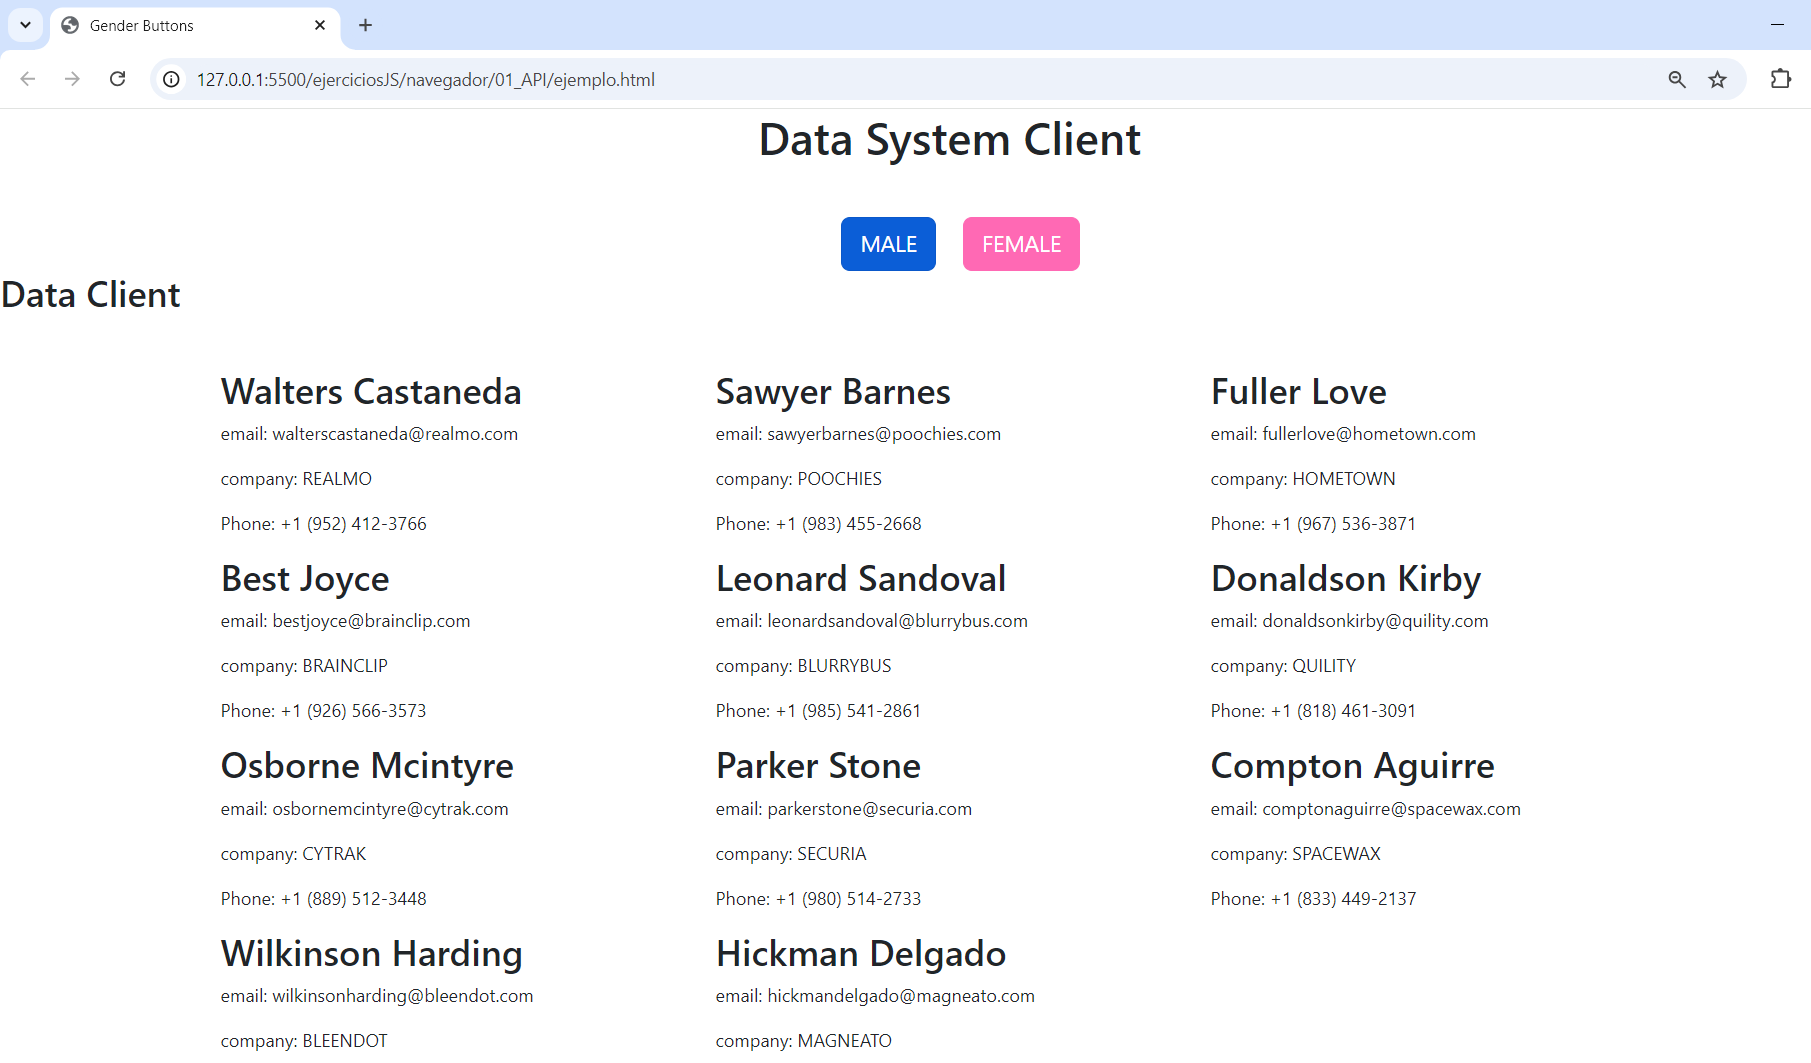 Gender Buttons
127.0.0.1:5500/ejerciciosJS/navegador/01_API/ejemplo.html
Data System Client
MALE
FEMALE
Data Client
Walters Castaneda
email: walterscastaneda@realmo.com
company: REALMO
Phone: +1 (952) 412-3766
Sawyer Barnes
email: sawyerbarnes@poochies.com
company: POOCHIES
Phone: +1 (983) 455-2668
Fuller Love
email: fullerlove@hometown.com
company: HOMETOWN
Phone: +1 (967) 536-3871
Best Joyce
email: bestjoyce@brainclip.com
company: BRAINCLIP
Phone: +1 (926) 566-3573
Leonard Sandoval
email: leonardsandoval@blurrybus.com
company: BLURRYBUS
Phone: +1 (985) 541-2861
Donaldson Kirby
email: donaldsonkirby@quility.com
company: QUILITY
Phone: +1 (818) 461-3091
Osborne Mcintyre
email: osbornemcintyre@cytrak.com
company: CYTRAK
Phone: +1 (889) 512-3448
Parker Stone
email: parkerstone@securia.com
company: SECURIA
Phone: +1 (980) 514-2733
Compton Aguirre
email: comptonaguirre@spacewax.com
company: SPACEWAX
Phone: +1 (833) 449-2137
Wilkinson Harding
email: wilkinsonharding@bleendot.com
company: BLEENDOT
Hickman Delgado
email: hickmandelgado@magneato.com
company: MAGNEATO